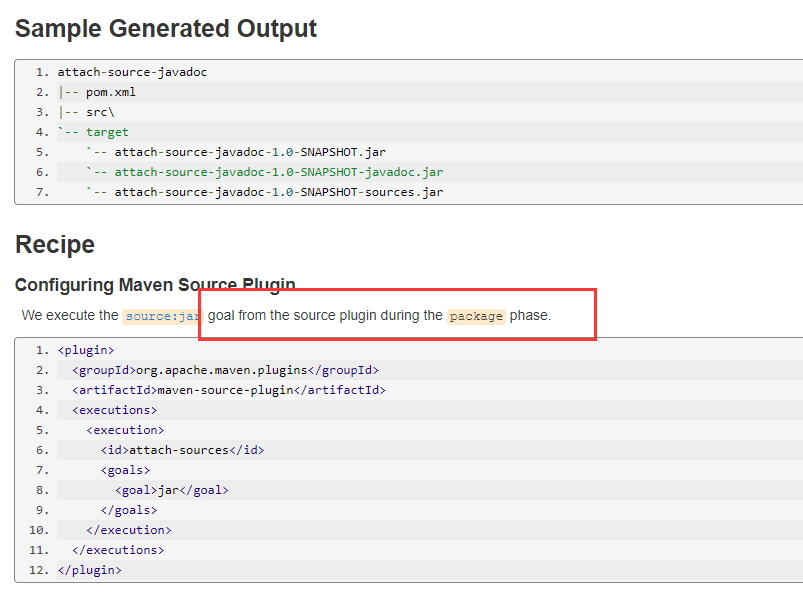 Sample Generated Output
1. attach-source-javadoc
2. |-- pom.xml
3. |-- src\
4. `-- target
5.     `-- attach-source-javadoc-1.0-SNAPSHOT.jar
6.     `-- attach-source-javadoc-1.0-SNAPSHOT-javadoc.jar
7.     `-- attach-source-javadoc-1.0-SNAPSHOT-sources.jar
Recipe
Configuring Maven Source Plugin
We execute the source:jar goal from the source plugin during the package phase.
1. <plugin>
2.   <groupId>org.apache.maven.plugins</groupId>
3.   <artifactId>maven-source-plugin</artifactId>
4.   <executions>
5.     <execution>
6.       <id>attach-sources</id>
7.       <goals>
8.         <goal>jar</goal>
9.       </goals>
10.     </execution>
11.   </executions>
12. </plugin>